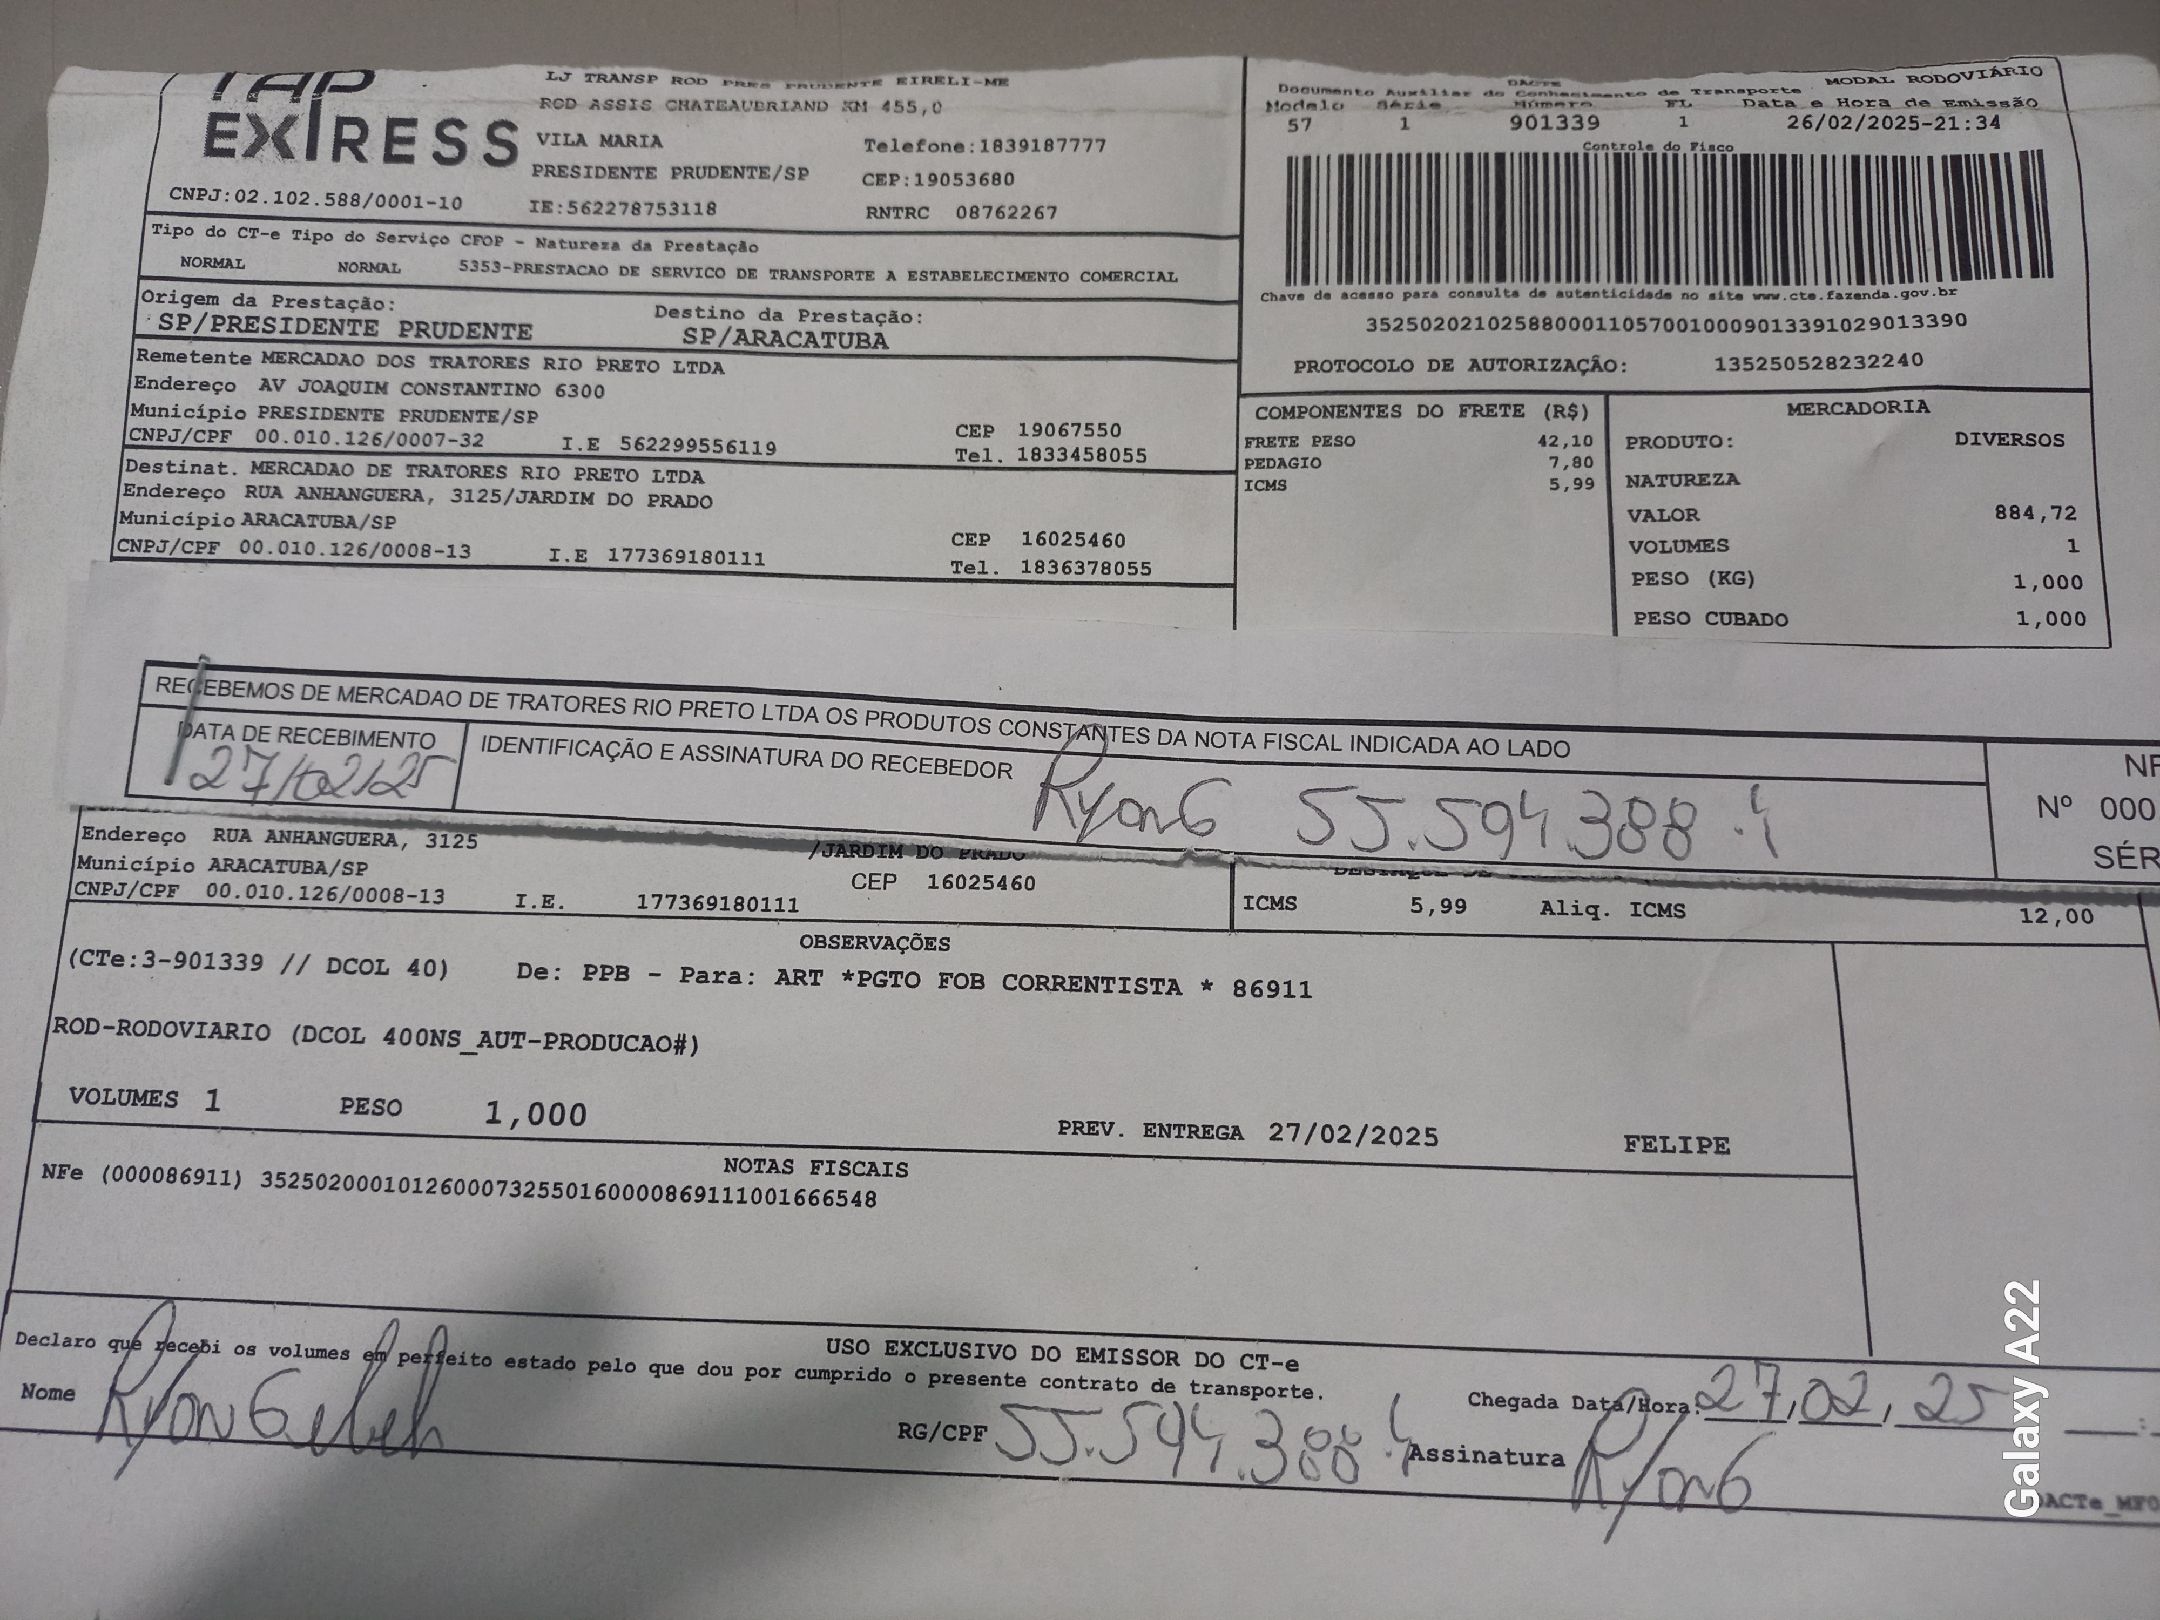 TAP
EXPRESS
LJ TRANSP ROD PRES PRUDENTE EIRELI-ME
ROD ASSIS CHATEAUBRIAND KM 455,0
VILA MARIA Telefone:1839187777
PRESIDENTE PRUDENTE/SP CEP:19053680
CNPJ:02.102.588/0001-10 IE:562278753118 RNTRC 08762267
DACTE MODAL RODOVIÁRIO
Documento Auxiliar do Conhecimento de Transporte
Modelo Série Número FL Data e Hora de Emissão
57 1 901339 1 26/02/2025-21:34
Controle do Fisco
Chave de acesso para consulta de autenticidade no site www.cte.fazenda.gov.br
35250202102588000110570010009013391029013390
PROTOCOLO DE AUTORIZAÇÃO: 135250528232240
Tipo do CT-e Tipo do Serviço CFOP - Natureza da Prestação
NORMAL NORMAL 5353-PRESTACAO DE SERVICO DE TRANSPORTE A ESTABELECIMENTO COMERCIAL
Origem da Prestação: Destino da Prestação:
SP/PRESIDENTE PRUDENTE SP/ARACATUBA
Remetente MERCADAO DOS TRATORES RIO PRETO LTDA
Endereço AV JOAQUIM CONSTANTINO 6300
Município PRESIDENTE PRUDENTE/SP CEP 19067550
CNPJ/CPF 00.010.126/0007-32 I.E 562299556119 Tel. 1833458055
Destinat. MERCADAO DE TRATORES RIO PRETO LTDA
Endereço RUA ANHANGUERA, 3125/JARDIM DO PRADO
Município ARACATUBA/SP CEP 16025460
CNPJ/CPF 00.010.126/0008-13 I.E 177369180111 Tel. 1836378055
COMPONENTES DO FRETE (R$)
FRETE PESO 42,10
PEDAGIO 7,80
ICMS 5,99
MERCADORIA
PRODUTO: DIVERSOS
NATUREZA
VALOR 884,72
VOLUMES 1
PESO (KG) 1,000
PESO CUBADO 1,000
RECEBEMOS DE MERCADAO DE TRATORES RIO PRETO LTDA OS PRODUTOS CONSTANTES DA NOTA FISCAL INDICADA AO LADO
DATA DE RECEBIMENTO IDENTIFICAÇÃO E ASSINATURA DO RECEBEDOR
27/02/25 Ryan G 55.594.388-4
NF
Nº 000
SÉR
Endereço RUA ANHANGUERA, 3125 /JARDIM DO PRADO
Município ARACATUBA/SP CEP 16025460
CNPJ/CPF 00.010.126/0008-13 I.E. 177369180111
ICMS 5,99 Aliq. ICMS 12,00
OBSERVAÇÕES
(CTe:3-901339 // DCOL 40) De: PPB - Para: ART *PGTO FOB CORRENTISTA * 86911
ROD-RODOVIARIO (DCOL 400NS_AUT-PRODUCAO#)
VOLUMES 1 PESO 1,000 PREV. ENTREGA 27/02/2025 FELIPE
NOTAS FISCAIS
NFe (000086911) 35250200010126000732550160000869111001666548
USO EXCLUSIVO DO EMISSOR DO CT-e
Declaro que recebi os volumes em perfeito estado pelo que dou por cumprido o presente contrato de transporte.
Nome Ryan RG/CPF 55.594.388-4
Chegada Data/Hora: 27,02,25 :
Assinatura Ryan G
DACTe_MF0
Galaxy A22